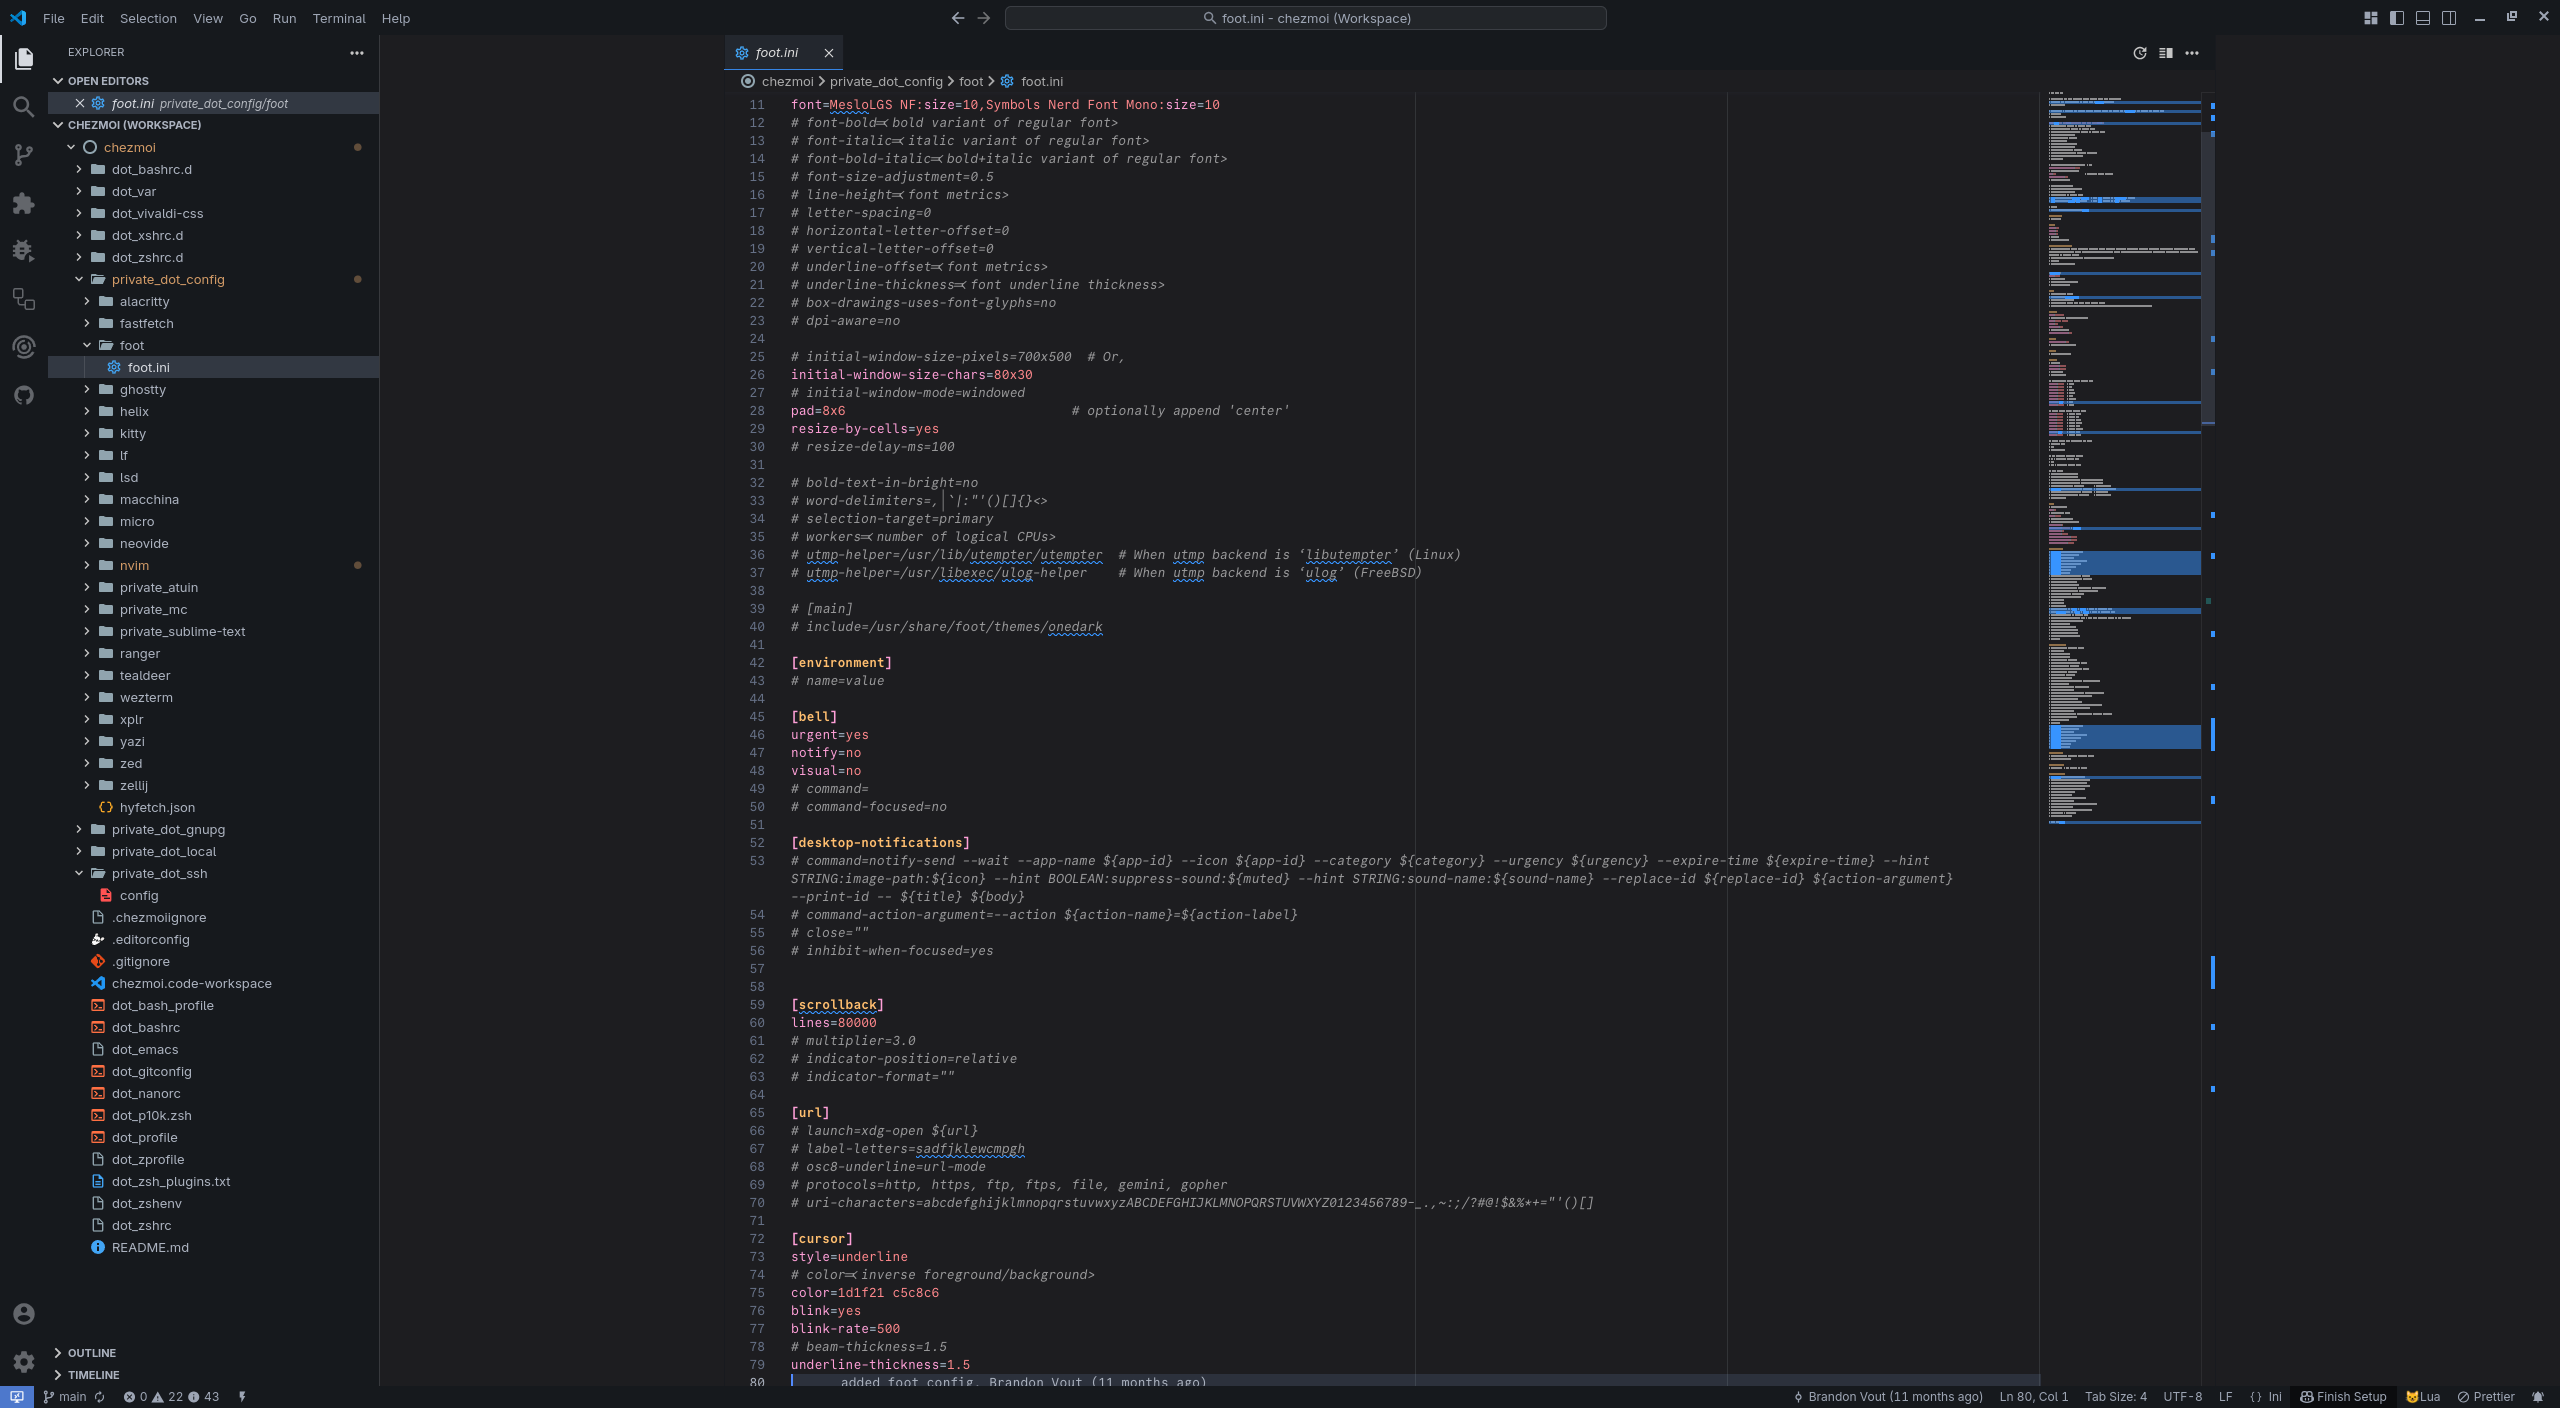 File Edit Selection View Go Run Terminal Help
foot.ini - chezmoi (Workspace)
EXPLORER
OPEN EDITORS
foot.ini private_dot_config/foot
CHEZMOI (WORKSPACE)
chezmoi
dot_bashrc.d
dot_var
dot_vivaldi-css
dot_xshrc.d
dot_zshrc.d
private_dot_config
alacritty
fastfetch
foot
foot.ini
ghostty
helix
kitty
lf
lsd
macchina
micro
neovide
nvim
private_atuin
private_mc
private_sublime-text
ranger
tealdeer
wezterm
xplr
yazi
zed
zellij
hyfetch.json
private_dot_gnupg
private_dot_local
private_dot_ssh
config
.chezmoiignore
.editorconfig
.gitignore
chezmoi.code-workspace
dot_bash_profile
dot_bashrc
dot_emacs
dot_gitconfig
dot_nanorc
dot_p10k.zsh
dot_profile
dot_zprofile
dot_zsh_plugins.txt
dot_zshenv
dot_zshrc
README.md
OUTLINE
TIMELINE
foot.ini
chezmoi > private_dot_config > foot > foot.ini
11 font=MesloLGS NF:size=10,Symbols Nerd Font Mono:size=10
12 # font-bold=<bold variant of regular font>
13 # font-italic=<italic variant of regular font>
14 # font-bold-italic=<bold+italic variant of regular font>
15 # font-size-adjustment=0.5
16 # line-height=<font metrics>
17 # letter-spacing=0
18 # horizontal-letter-offset=0
19 # vertical-letter-offset=0
20 # underline-offset=<font metrics>
21 # underline-thickness=<font underline thickness>
22 # box-drawings-uses-font-glyphs=no
23 # dpi-aware=no
24
25 # initial-window-size-pixels=700x500  # Or,
26 initial-window-size-chars=80x30
27 # initial-window-mode=windowed
28 pad=8x6                             # optionally append 'center'
29 resize-by-cells=yes
30 # resize-delay-ms=100
31
32 # bold-text-in-bright=no
33 # word-delimiters=,│`|:"'()[]{}<>
34 # selection-target=primary
35 # workers=<number of logical CPUs>
36 # utmp-helper=/usr/lib/utempter/utempter  # When utmp backend is ‘libutempter’ (Linux)
37 # utmp-helper=/usr/libexec/ulog-helper    # When utmp backend is ‘ulog’ (FreeBSD)
38
39 # [main]
40 # include=/usr/share/foot/themes/onedark
41
42 [environment]
43 # name=value
44
45 [bell]
46 urgent=yes
47 notify=no
48 visual=no
49 # command=
50 # command-focused=no
51
52 [desktop-notifications]
53 # command=notify-send --wait --app-name ${app-id} --icon ${app-id} --category ${category} --urgency ${urgency} --expire-time ${expire-time} --hint
STRING:image-path:${icon} --hint BOOLEAN:suppress-sound:${muted} --hint STRING:sound-name:${sound-name} --replace-id ${replace-id} ${action-argument}
--print-id -- ${title} ${body}
54 # command-action-argument=--action ${action-name}=${action-label}
55 # close=""
56 # inhibit-when-focused=yes
57
58
59 [scrollback]
60 lines=80000
61 # multiplier=3.0
62 # indicator-position=relative
63 # indicator-format=""
64
65 [url]
66 # launch=xdg-open ${url}
67 # label-letters=sadfjklewcmpgh
68 # osc8-underline=url-mode
69 # protocols=http, https, ftp, ftps, file, gemini, gopher
70 # uri-characters=abcdefghijklmnopqrstuvwxyzABCDEFGHIJKLMNOPQRSTUVWXYZ0123456789-_.,~:;/?#@!$&%*+="'()[]
71
72 [cursor]
73 style=underline
74 # color=<inverse foreground/background>
75 color=1d1f21 c5c8c6
76 blink=yes
77 blink-rate=500
78 # beam-thickness=1.5
79 underline-thickness=1.5
80 added foot config, Brandon Vout (11 months ago)
main 0 22 43 Brandon Vout (11 months ago) Ln 80, Col 1 Tab Size: 4 UTF-8 LF {} Ini Finish Setup 😺Lua Prettier